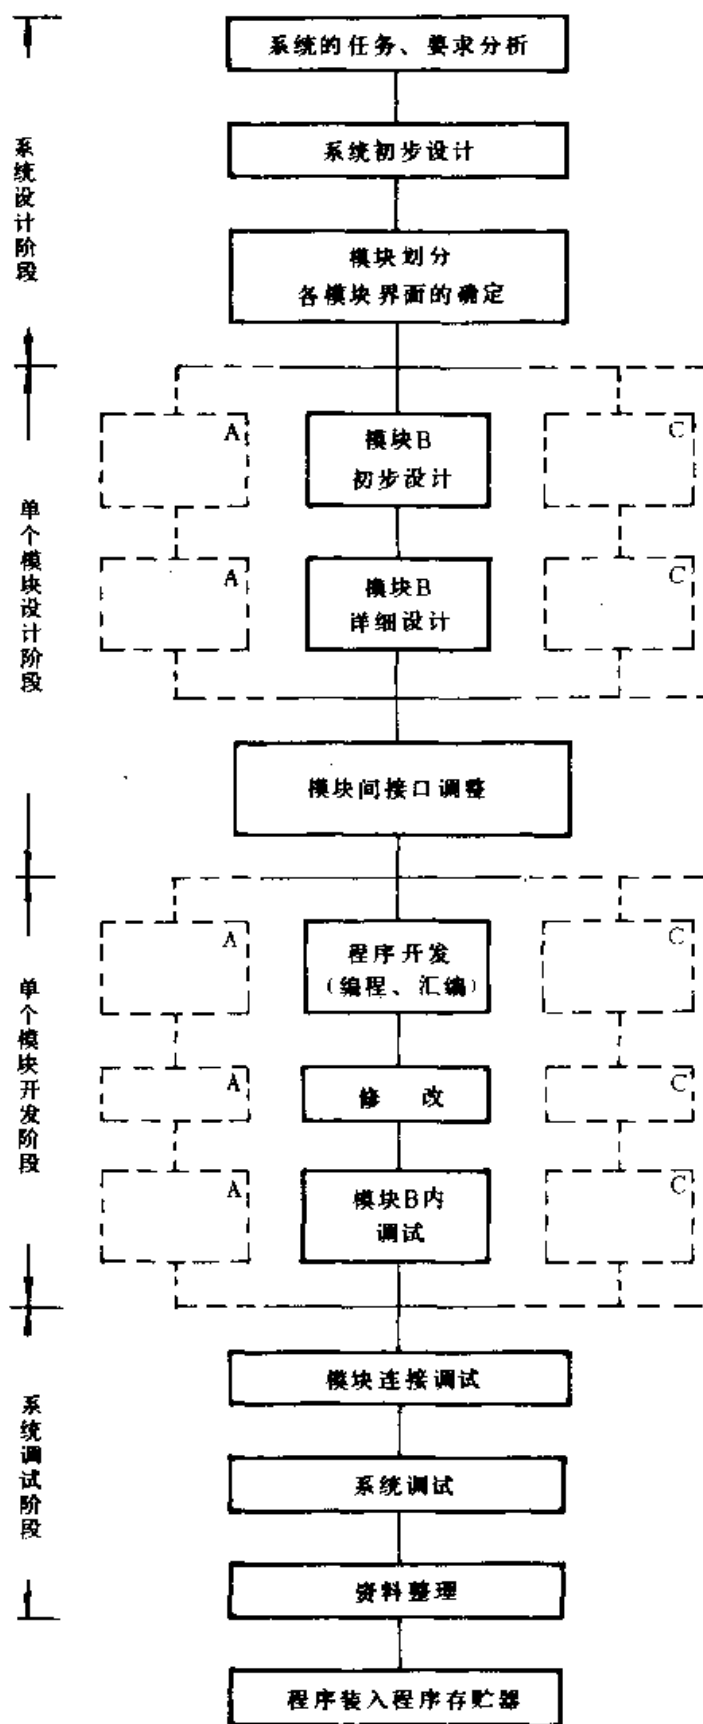 系统的任务、要求分析
系统初步设计
模块划分
各模块界面的确定
系统设计阶段
A
模块B
初步设计
C
A
模块B
详细设计
C
单个模块设计阶段
模块间接口调整
A
程序开发
(编程、汇编)
C
A
修 改
C
A
模块B内
调试
C
单个模块开发阶段
模块连接调试
系统调试
资料整理
系统调试阶段
程序装入程序存贮器